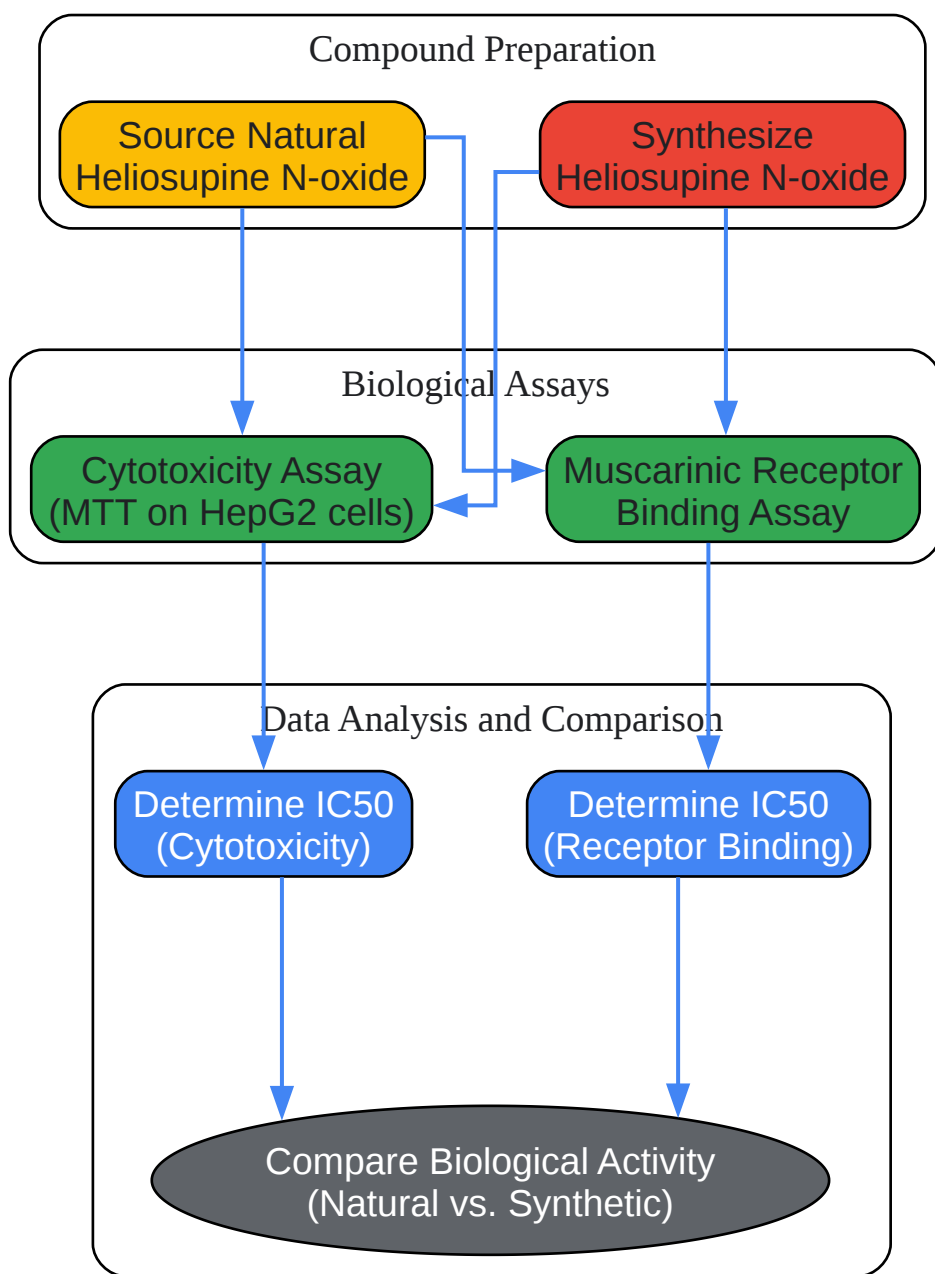 Compound Preparation
Source Natural
Heliosupine N-oxide
Synthesize
Heliosupine N-oxide
Biological Assays
Cytotoxicity Assay
(MTT on HepG2 cells)
Muscarinic Receptor
Binding Assay
Data Analysis and Comparison
Determine IC50
(Cytotoxicity)
Determine IC50
(Receptor Binding)
Compare Biological Activity
(Natural vs. Synthetic)